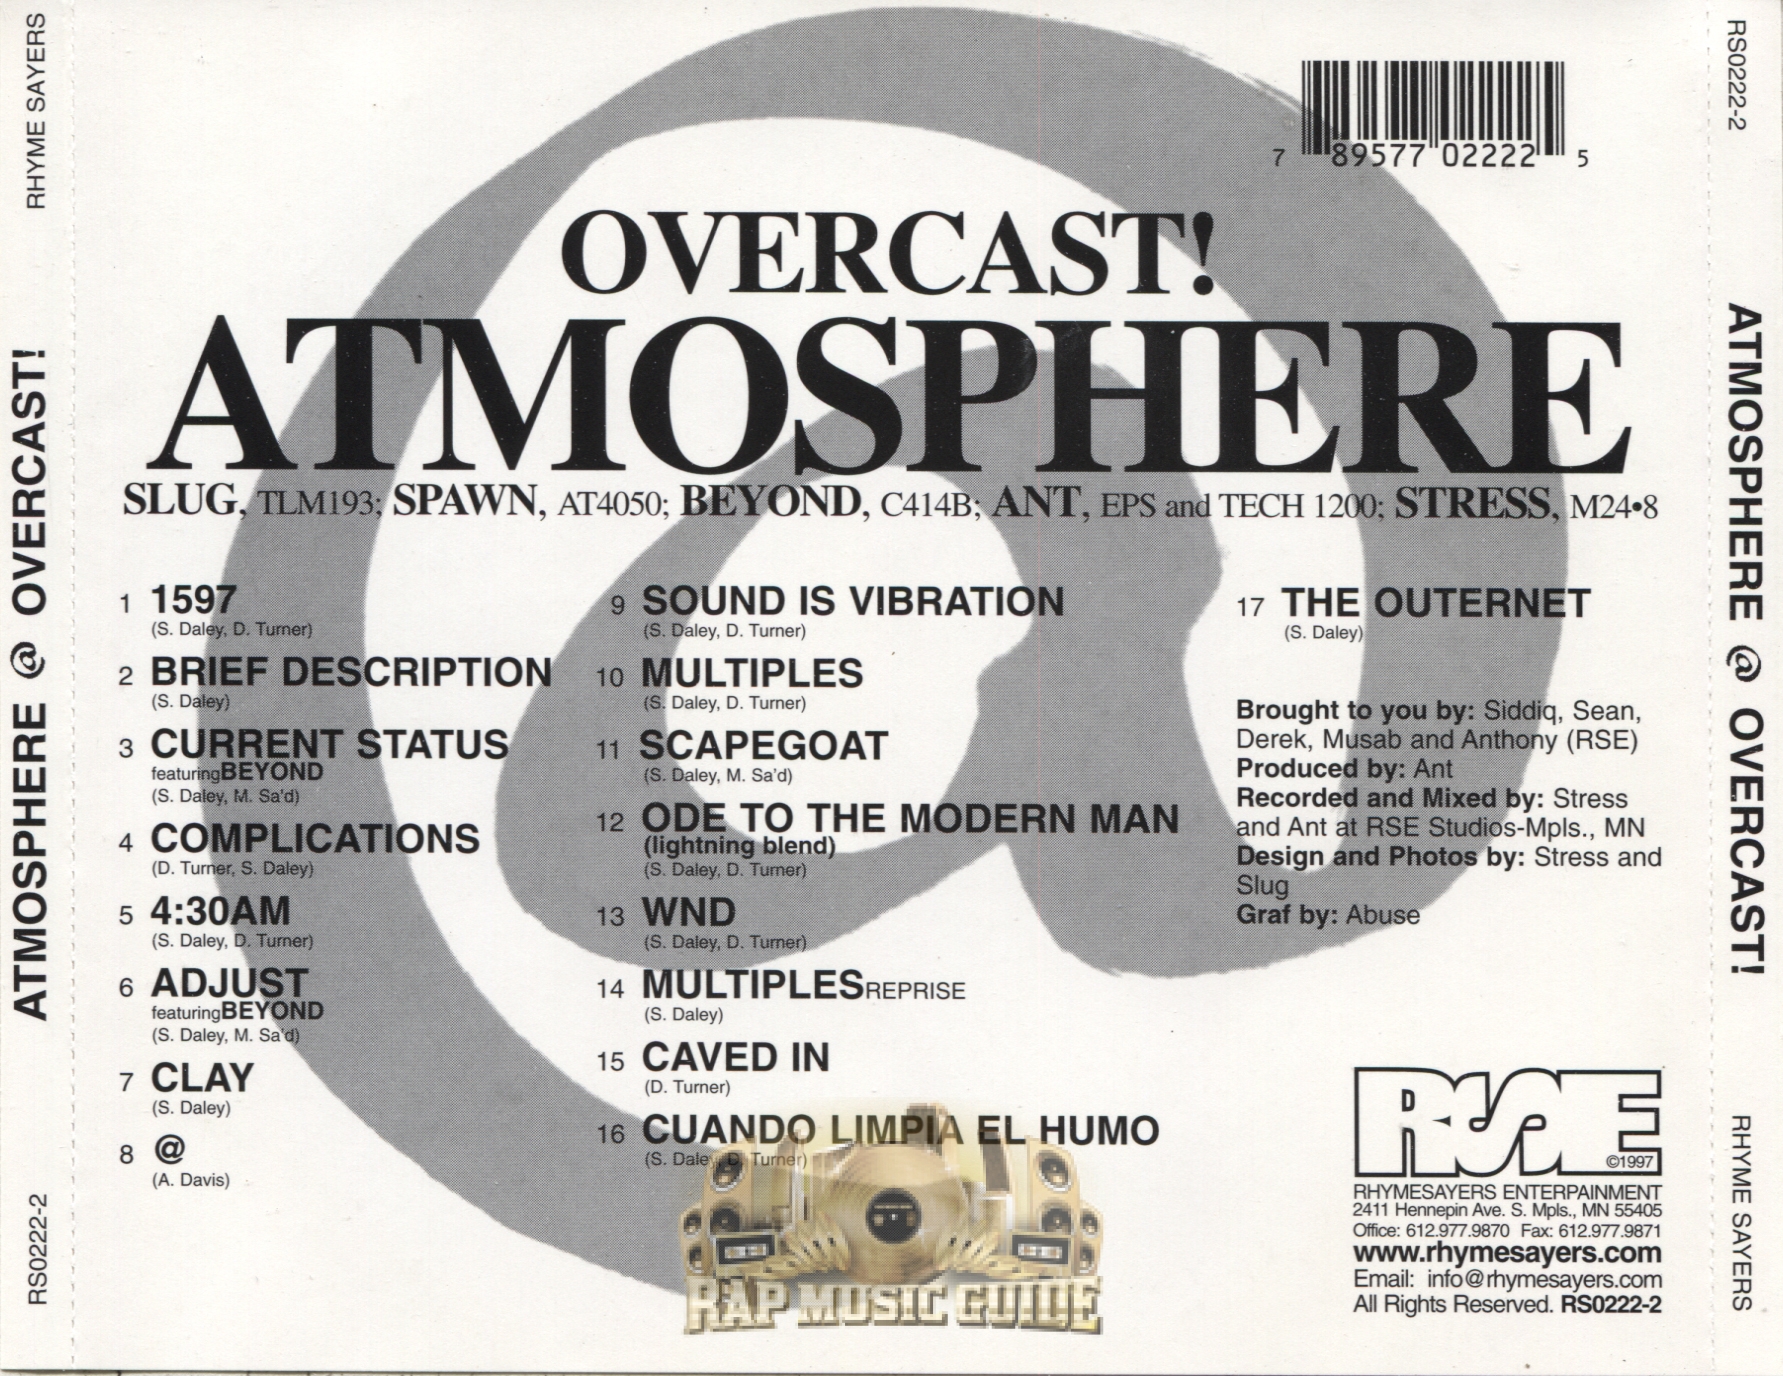 RHYME SAYERS
ATMOSPHERE @ OVERCAST!
RS0222-2
7 89577 02222 5
OVERCAST!
ATMOSPHERE
SLUG, TLM193; SPAWN, AT4050; BEYOND, C414B; ANT, EPS and TECH 1200; STRESS, M24•8
1 1597
(S. Daley, D. Turner)
2 BRIEF DESCRIPTION
(S. Daley)
3 CURRENT STATUS
featuring BEYOND
(S. Daley, M. Sa'd)
4 COMPLICATIONS
(D. Turner, S. Daley)
5 4:30AM
(S. Daley, D. Turner)
6 ADJUST
featuring BEYOND
(S. Daley, M. Sa'd)
7 CLAY
(S. Daley)
8 @
(A. Davis)
9 SOUND IS VIBRATION
(S. Daley, D. Turner)
10 MULTIPLES
(S. Daley, D. Turner)
11 SCAPEGOAT
(S. Daley, M. Sa'd)
12 ODE TO THE MODERN MAN
(lightning blend)
(S. Daley, D. Turner)
13 WND
(S. Daley, D. Turner)
14 MULTIPLES REPRISE
(S. Daley)
15 CAVED IN
(D. Turner)
16 CUANDO LIMPIA EL HUMO
(S. Daley, D. Turner)
17 THE OUTERNET
(S. Daley)
Brought to you by: Siddiq, Sean,
Derek, Musab and Anthony (RSE)
Produced by: Ant
Recorded and Mixed by: Stress
and Ant at RSE Studios-Mpls., MN
Design and Photos by: Stress and
Slug
Graf by: Abuse
RSE
©1997
RHYMESAYERS ENTERPAINMENT
2411 Hennepin Ave. S. Mpls., MN 55405
Office: 612.977.9870 Fax: 612.977.9871
www.rhymesayers.com
Email: info@rhymesayers.com
All Rights Reserved. RS0222-2
RAP MUSIC GUIDE
RS0222-2
ATMOSPHERE @ OVERCAST!
RHYME SAYERS